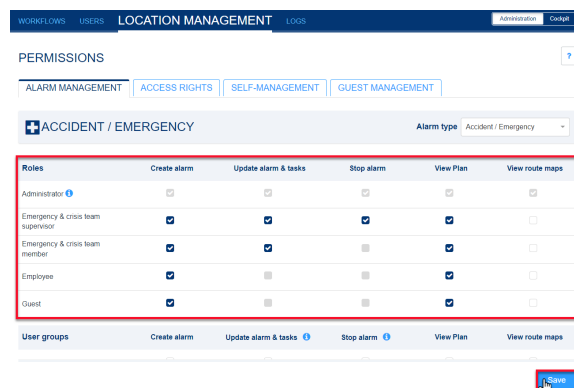 WORKFLOWS USERS LOCATION MANAGEMENT LOGS Administration Cockpit
PERMISSIONS ?
ALARM MANAGEMENT ACCESS RIGHTS SELF-MANAGEMENT GUEST MANAGEMENT
ACCIDENT / EMERGENCY Alarm type Accident / Emergency
Roles Create alarm Update alarm & tasks Stop alarm View Plan View route maps
Administrator i
Emergency & crisis team
supervisor
Emergency & crisis team
member
Employee
Guest
User groups Create alarm Update alarm & tasks i Stop alarm i View Plan View route maps
Save